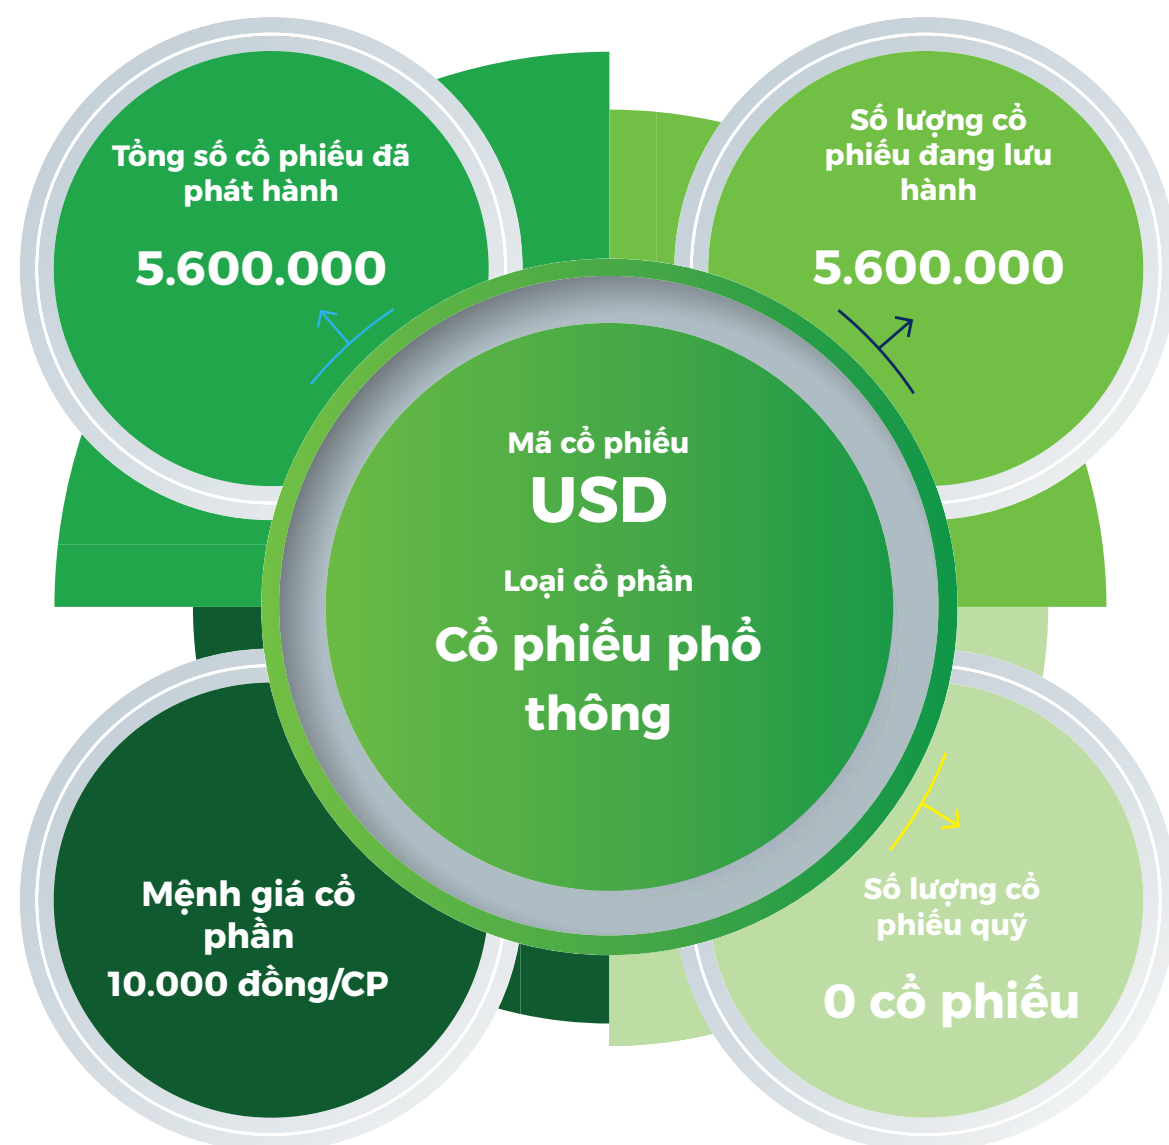 Tổng số cổ phiếu đã
phát hành
5.600.000
Số lượng cổ
phiếu đang lưu
hành
5.600.000
Mã cổ phiếu
USD
Loại cổ phần
Cổ phiếu phổ
thông
Mệnh giá cổ
phần
10.000 đồng/CP
Số lượng cổ
phiếu quỹ
0 cổ phiếu